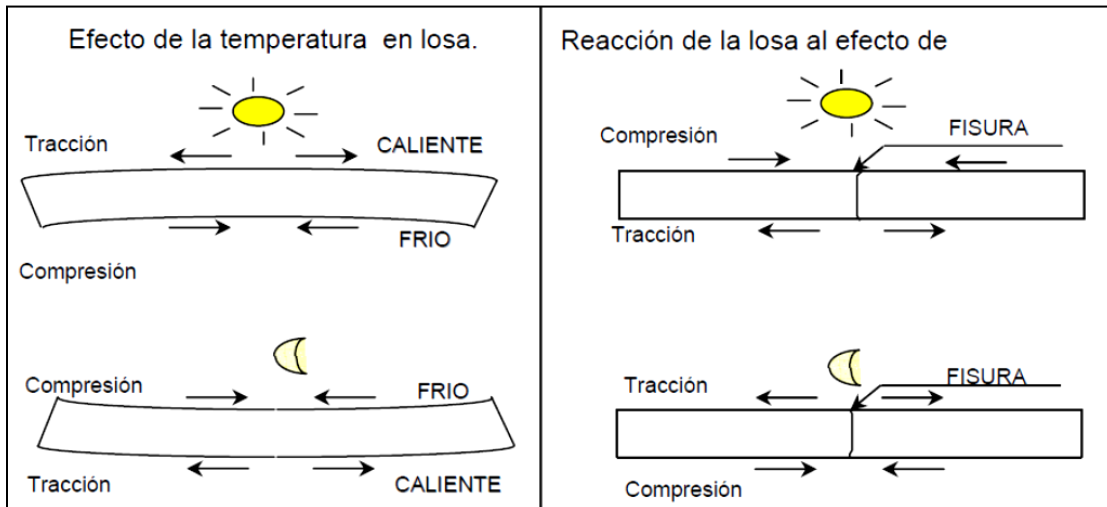 Efecto de la temperatura en losa.
Tracción
CALIENTE
FRIO
Compresión
Compresión
FRIO
Tracción
CALIENTE
Reacción de la losa al efecto de
Compresión
FISURA
Tracción
Tracción
FISURA
Compresión